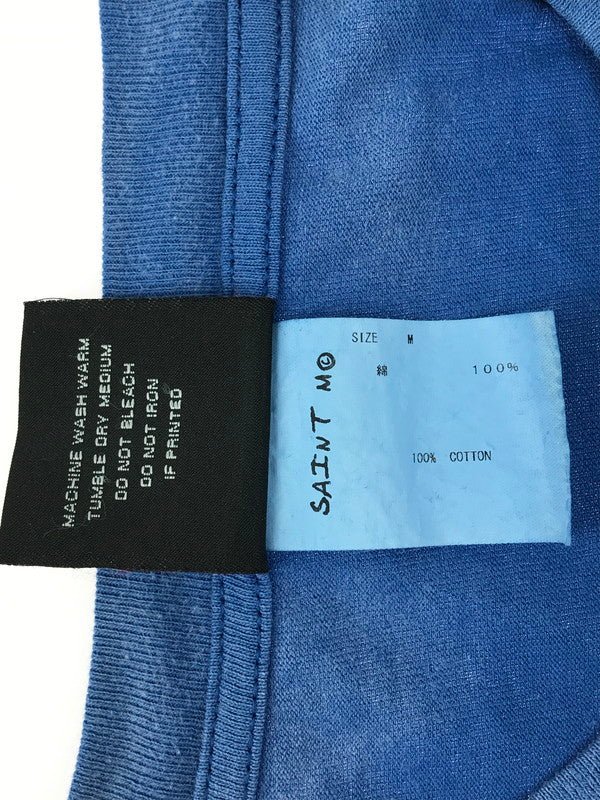 MACHINE WASH WARM
TUMBLE DRY MEDIUM
DO NOT BLEACH
DO NOT IRON
IF PRINTED
SAINT M©
SIZE M
綿 100%
100% COTTON